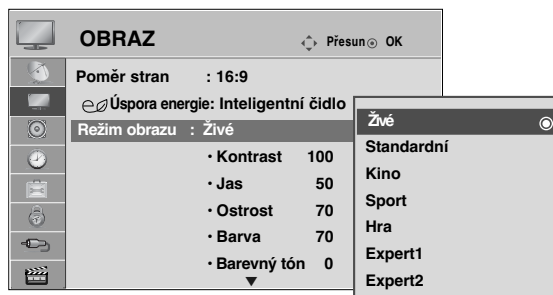 OBRAZ
Přesun OK
Poměr stran : 16:9
Úspora energie: Inteligentní čidlo
Režim obrazu : Živé
• Kontrast 100
• Jas 50
• Ostrost 70
• Barva 70
• Barevný tón 0
Živé
Standardní
Kino
Sport
Hra
Expert1
Expert2